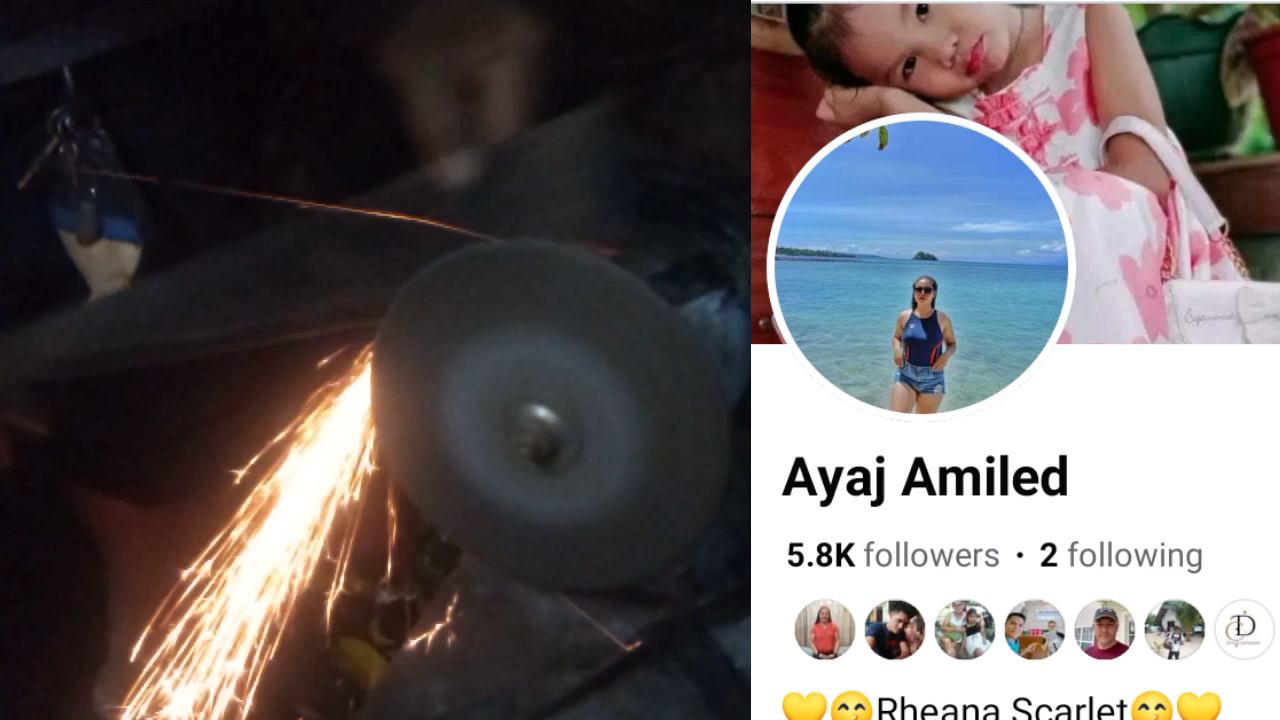 Ayaj Amiled
5.8K followers • 2 following
D
💛😊Rheana Scarlet😊💛